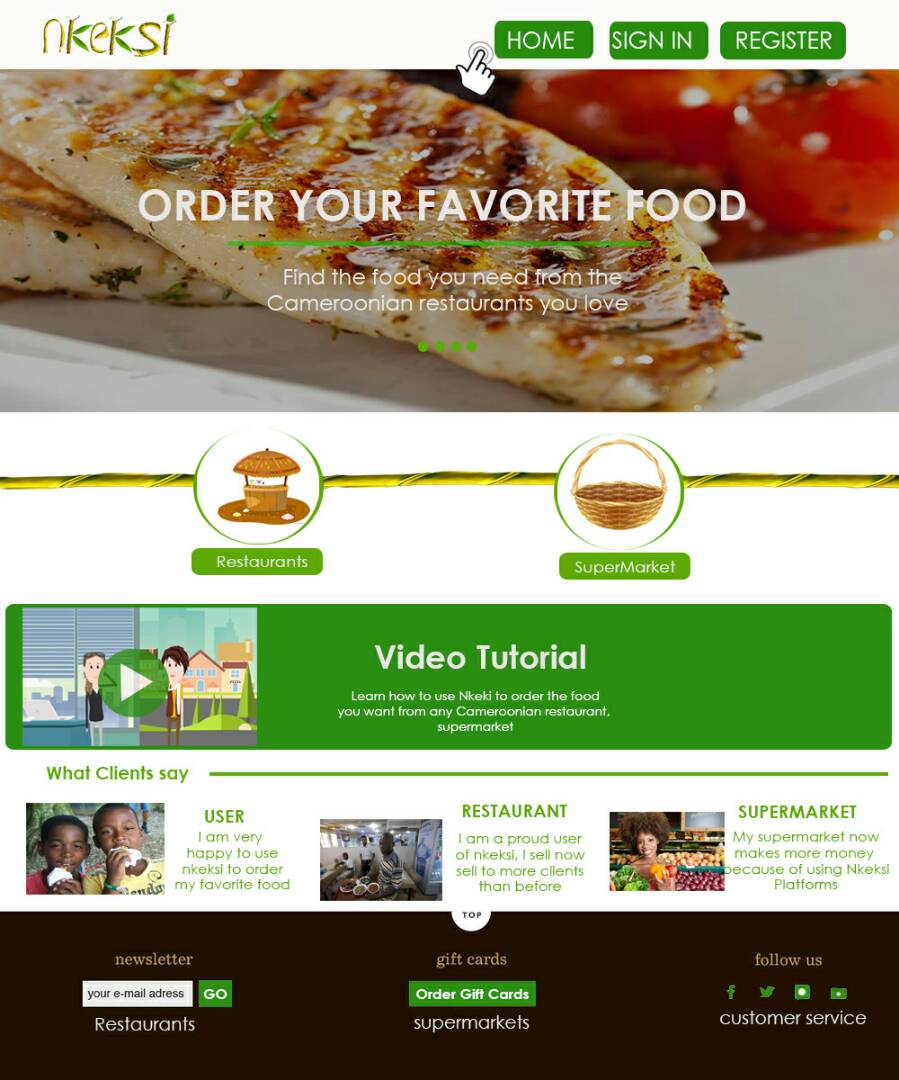 nkeksi
HOME
SIGN IN
REGISTER
ORDER YOUR FAVORITE FOOD
Find the food you need from the
Cameroonian restaurants you love
Restaurants
SuperMarket
Video Tutorial
Learn how to use Nkeki to order the food
you want from any Cameroonian restaurant,
supermarket
What Clients say
USER
I am very
happy to use
nkeksi to order
my favorite food
RESTAURANT
I am a proud user
of nkeksi, I sell now
sell to more clients
than before
SUPERMARKET
My supermarket now
makes more money
because of using Nkeksi
Platforms
TOP
newsletter
your e-mail adress
GO
Restaurants
gift cards
Order Gift Cards
supermarkets
follow us
customer service